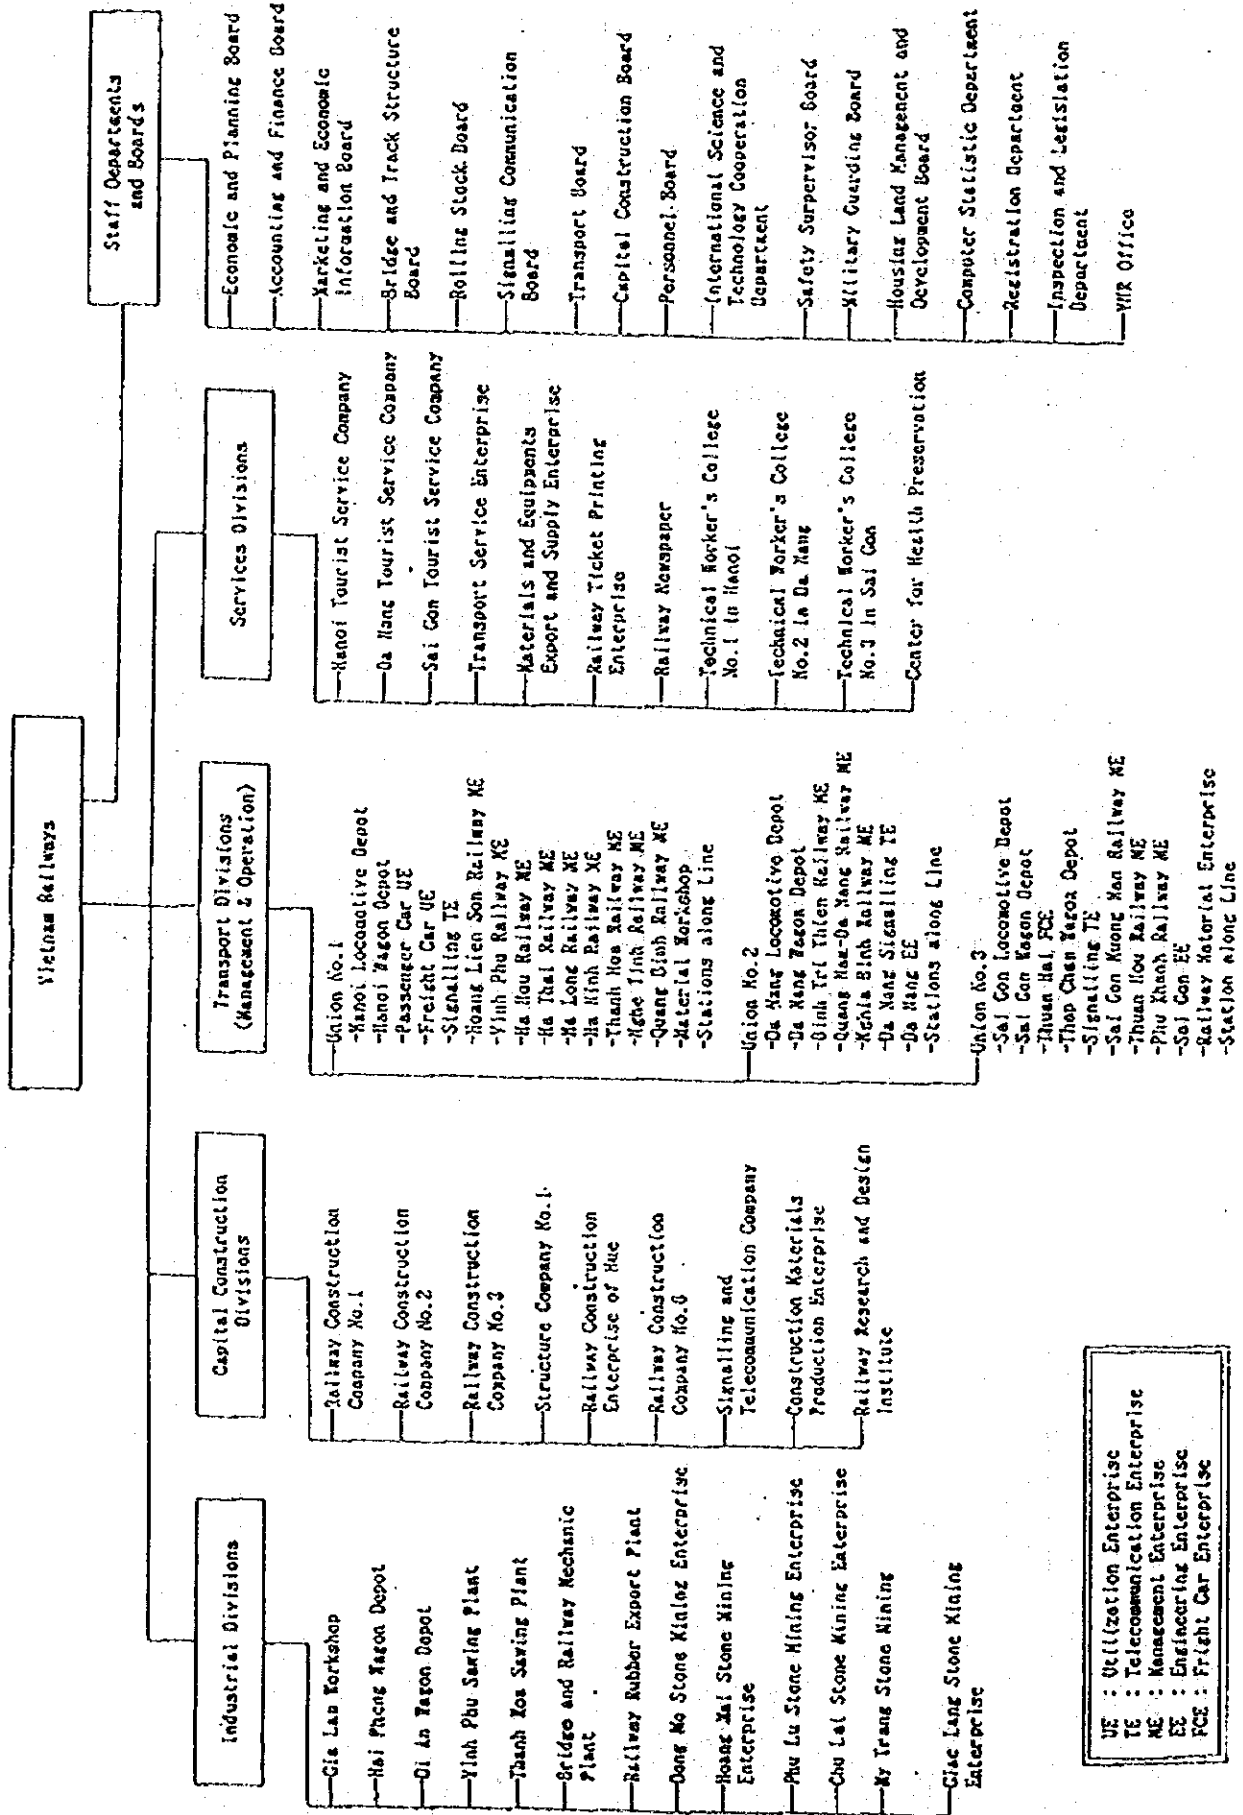 Vietnam Railways
Staff Departments
and Boards
Economic and Planning Board
Accounting and Finance Board
Marketing and Economic
Information Board
Bridge and Track Structure
Board
Rolling Stock Board
Signalling Communication
Board
Transport Board
Capital Construction Board
Personnel Board
International Science and
Technology Cooperation
Department
Safety Surpervisor Board
Military Guarding Board
Housing Land Management and
Development Board
Computer Statistic Department
Registration Department
Inspection and Legislation
Department
VNR Office
Services Divisions
Hanoi Tourist Service Company
Da Nang Tourist Service Company
Sai Gon Tourist Service Company
Transport Service Enterprise
Materials and Equipments
Export and Supply Enterprise
Railway Ticket Printing
Enterprise
Railway Newspaper
Technical Worker's College
No.1 in Hanoi
Technical Worker's College
No.2 in Da Nang
Technical Worker's College
No.3 in Sai Gon
Center for Health Preservation
Transport Divisions
(Management & Operation)
Union No.1
-Hanoi Locomotive Depot
-Hanoi Wagon Depot
-Passenger Car UE
-Freight Car UE
-Signalling TE
-Hoang Lien Son Railway ME
-Vinh Phu Railway ME
-Ha Hau Railway ME
-Ha Thai Railway ME
-Ha Long Railway ME
-Ha Ninh Railway ME
-Thanh Hoa Railway ME
-Nghe Tinh Railway ME
-Quang Binh Railway ME
-Material Workshop
-Stations along Line
Union No.2
-Da Nang Locomotive Depot
-Da Nang Wagon Depot
-Binh Tri Thien Railway ME
-Quang Nam-Da Nang Railway ME
-Nghia Binh Railway ME
-Da Nang Signalling TE
-Da Nang EE
-Stations along Line
Union No.3
-Sai Gon Locomotive Depot
-Sai Gon Wagon Depot
-Thuan Hai FCE
-Thap Cham Wagon Depot
-Signalling TE
-Sai Gon Kuong Man Railway ME
-Thuan Hou Railway ME
-Phu Khanh Railway ME
-Sai Gon EE
-Railway Material Enterprise
-Station along Line
Capital Construction
Divisions
Railway Construction
Company No.1
Railway Construction
Company No.2
Railway Construction
Company No.3
Structure Company No.1
Railway Construction
Enterprise of Hue
Railway Construction
Company No.6
Signalling and
Telecommunication Company
Construction Materials
Production Enterprise
Railway Research and Design
Institute
Industrial Divisions
Gia Lam Workshop
Hai Phong Wagon Depot
Di An Wagon Depot
Vinh Phu Sawing Plant
Thanh Hoa Sawing Plant
Bridge and Railway Mechanic
Plant
Railway Rubber Export Plant
Dong Mo Stone Mining Enterprise
Hoang Mai Stone Mining
Enterprise
Phu Lu Stone Mining Enterprise
Chu Lai Stone Mining Enterprise
My Trang Stone Mining
Giac Lang Stone Mining
Enterprise
UE : Utilization Enterprise
TE : Telecommunication Enterprise
ME : Management Enterprise
EE : Engineering Enterprise
FCE : Fright Car Enterprise